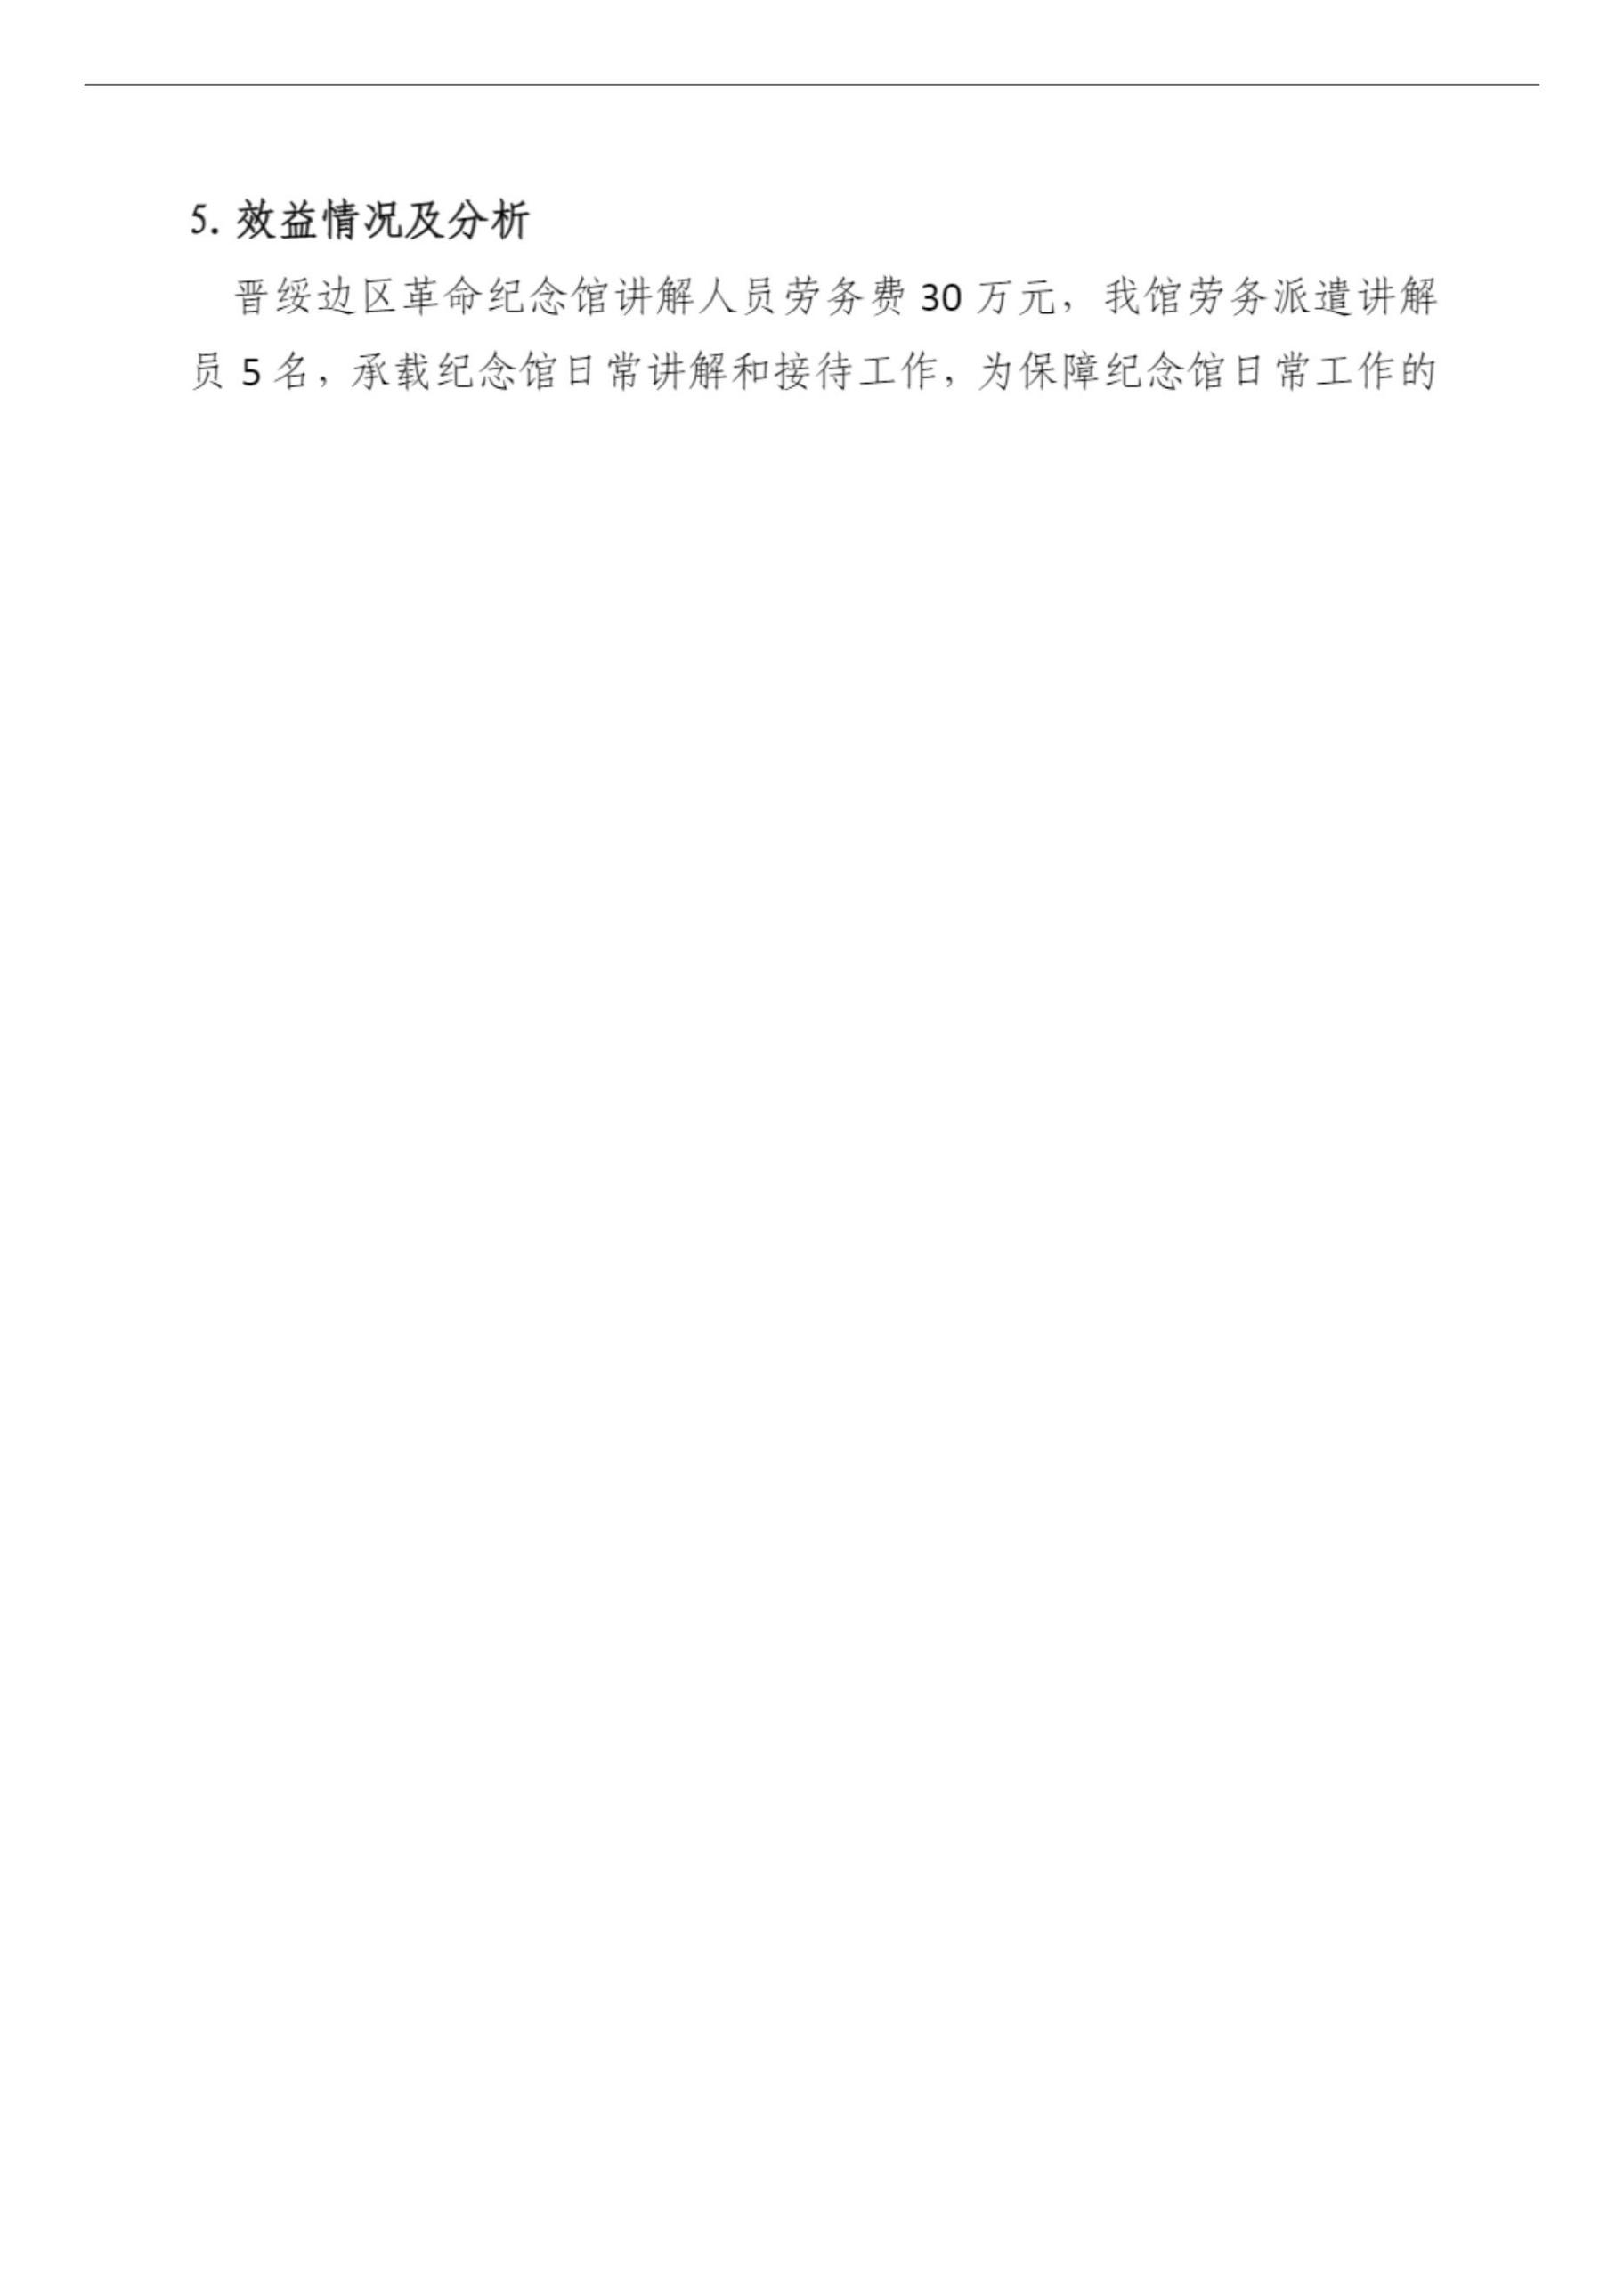 5. 效益情况及分析
晋绥边区革命纪念馆讲解人员劳务费 30 万元，我馆劳务派遣讲解
员 5 名，承载纪念馆日常讲解和接待工作，为保障纪念馆日常工作的